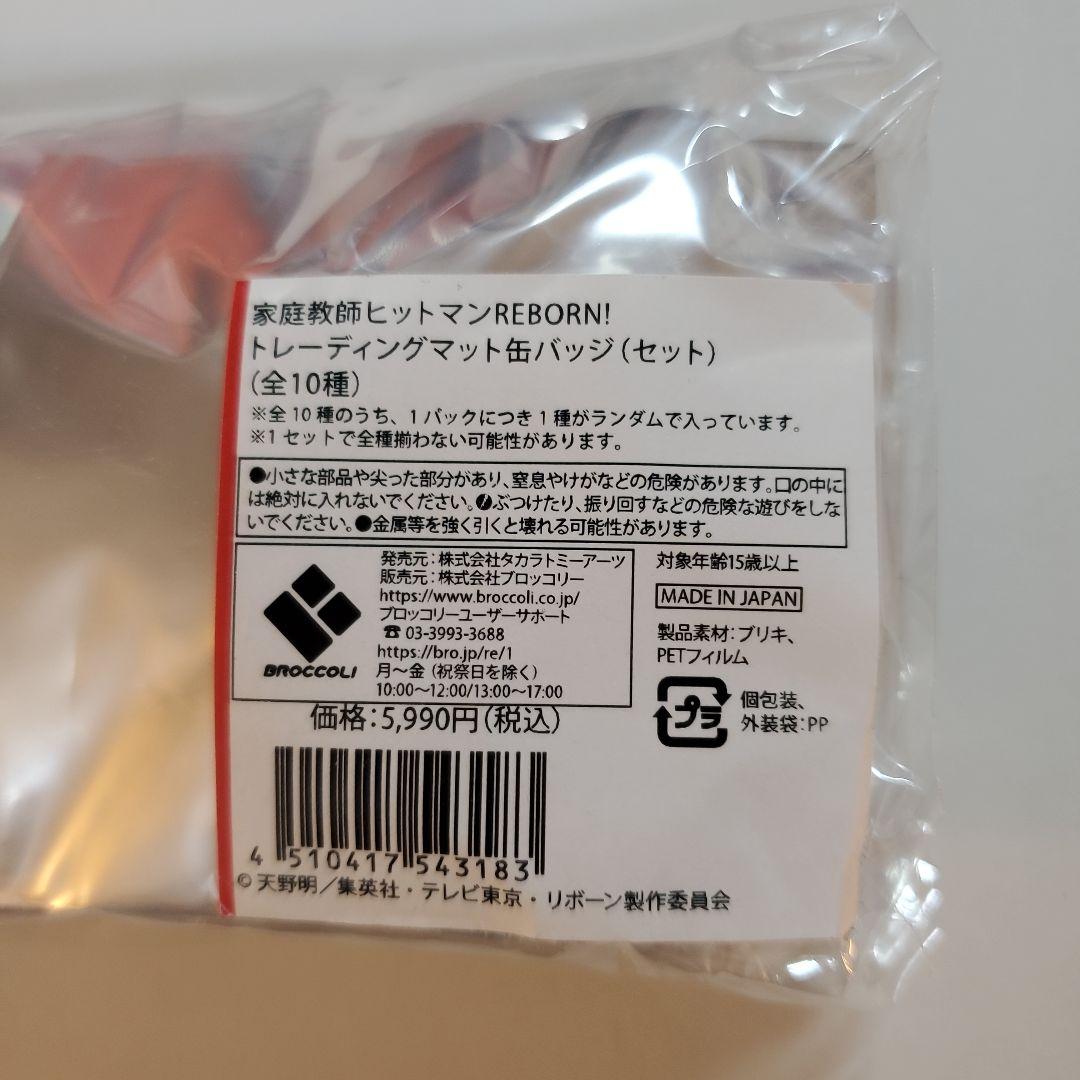 家庭教師ヒットマンREBORN!
トレーディングマット缶バッジ(セット)
(全10種)
※全10種のうち、1パックにつき1種がランダムで入っています。
※1セットで全種揃わない可能性があります。
●小さな部品や尖った部分があり、窒息やけがなどの危険があります。口の中に
は絶対に入れないでください。●ぶつけたり、振り回すなどの危険な遊びをしな
いでください。●金属等を強く引くと壊れる可能性があります。
BROCCOLI
発売元:株式会社タカラトミーアーツ
販売元:株式会社ブロッコリー
https://www.broccoli.co.jp/
ブロッコリーユーザーサポート
☎03-3993-3688
https://bro.jp/re/1
月〜金(祝祭日を除く)
10:00〜12:00/13:00〜17:00
対象年齢15歳以上
MADE IN JAPAN
製品素材:ブリキ、
PETフィルム
プラ
個包装、
外装袋:PP
価格:5,990円(税込)
4 510417 543183
©天野明/集英社・テレビ東京・リボーン製作委員会